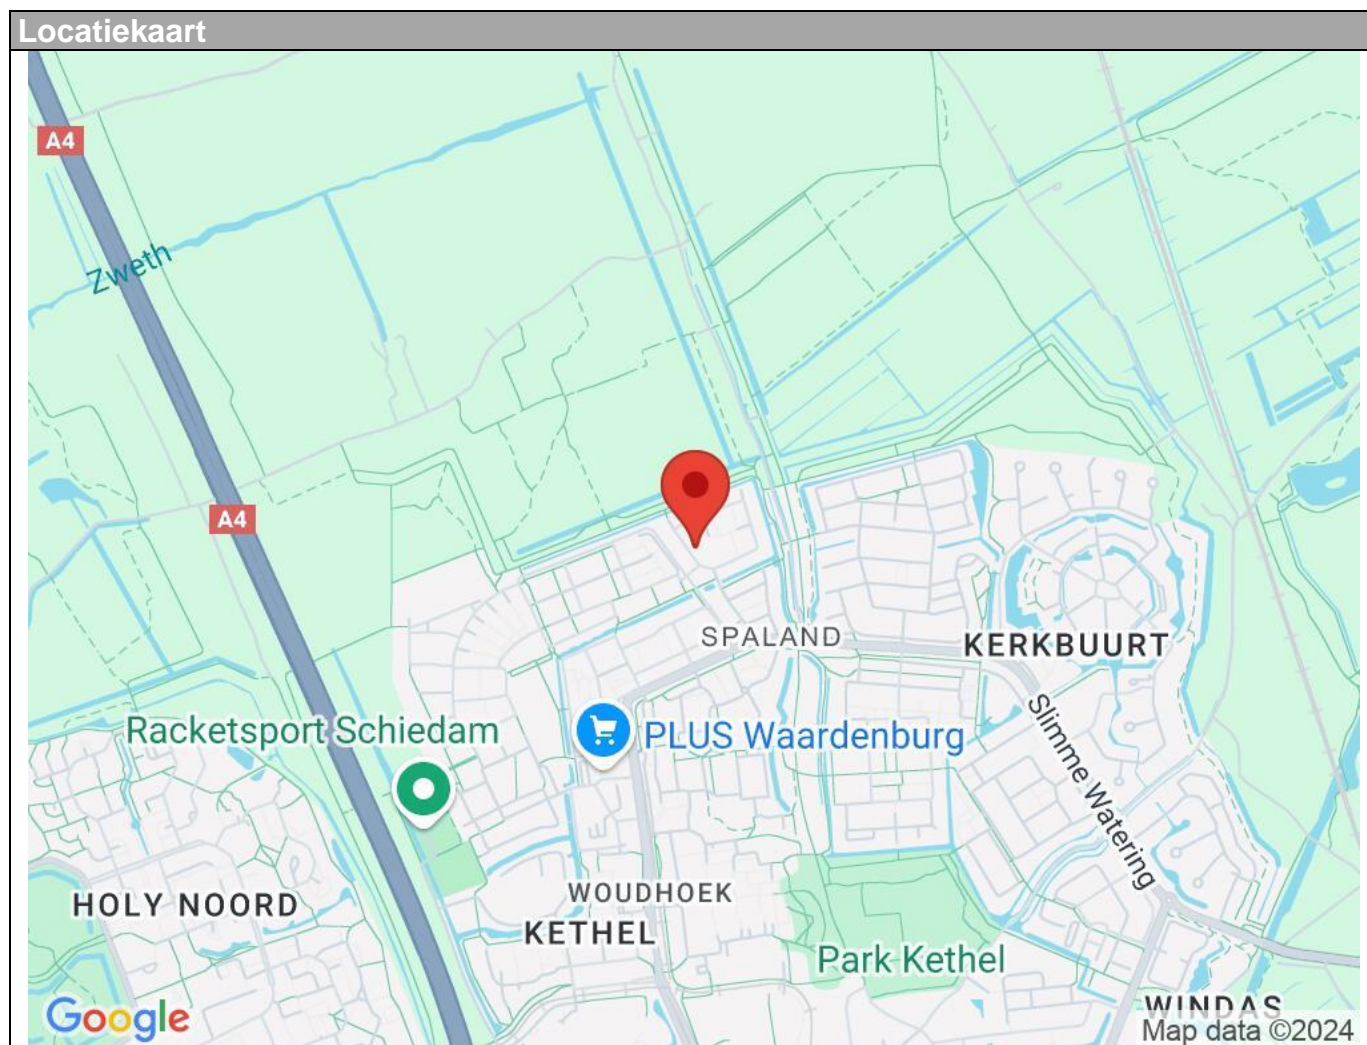 Locatiekaart
A4
Zweth
A4
SPALAND
KERKBUURT
Racketsport Schiedam
PLUS Waardenburg
Slimme Watering
HOLY NOORD
WOUDHOEK
KETHEL
Park Kethel
WINDAS
Google
Map data ©2024